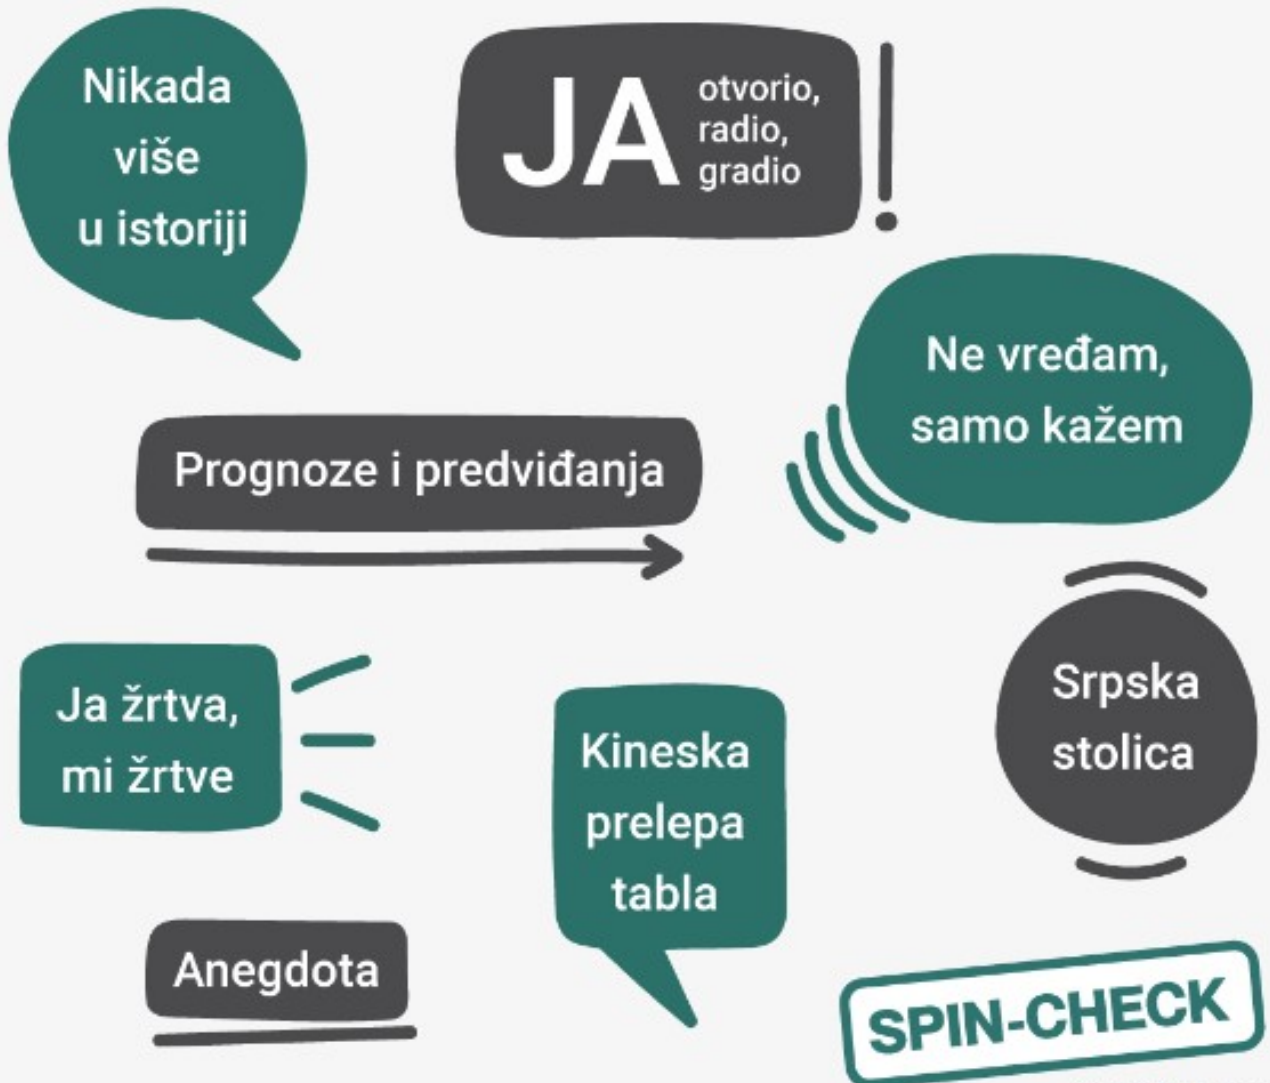 Nikada
više
u istoriji
JA
otvorio,
radio,
gradio
!
Ne vređam,
samo kažem
Prognoze i predviđanja
Ja žrtva,
mi žrtve
Kineska
prelepa
tabla
Srpska
stolica
Anegdota
SPIN-CHECK